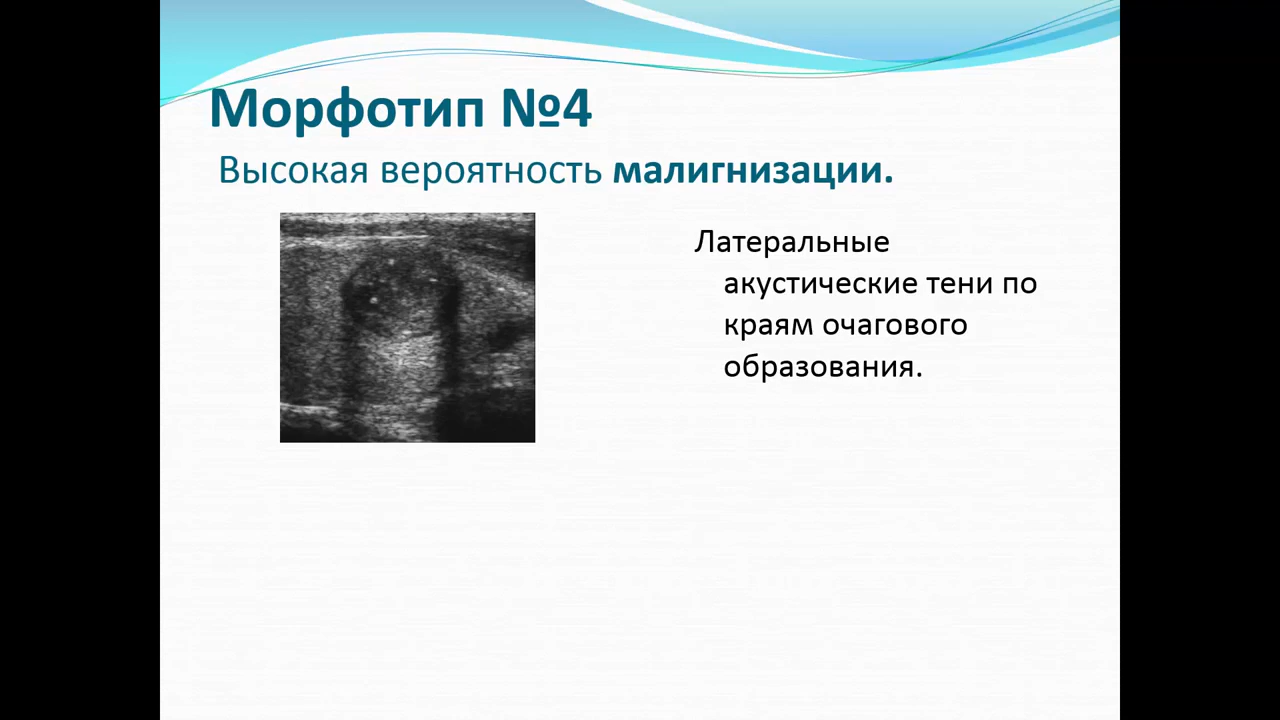 Морфотип №4
Высокая вероятность малигнизации.
Латеральные
акустические тени по
краям очагового
образования.